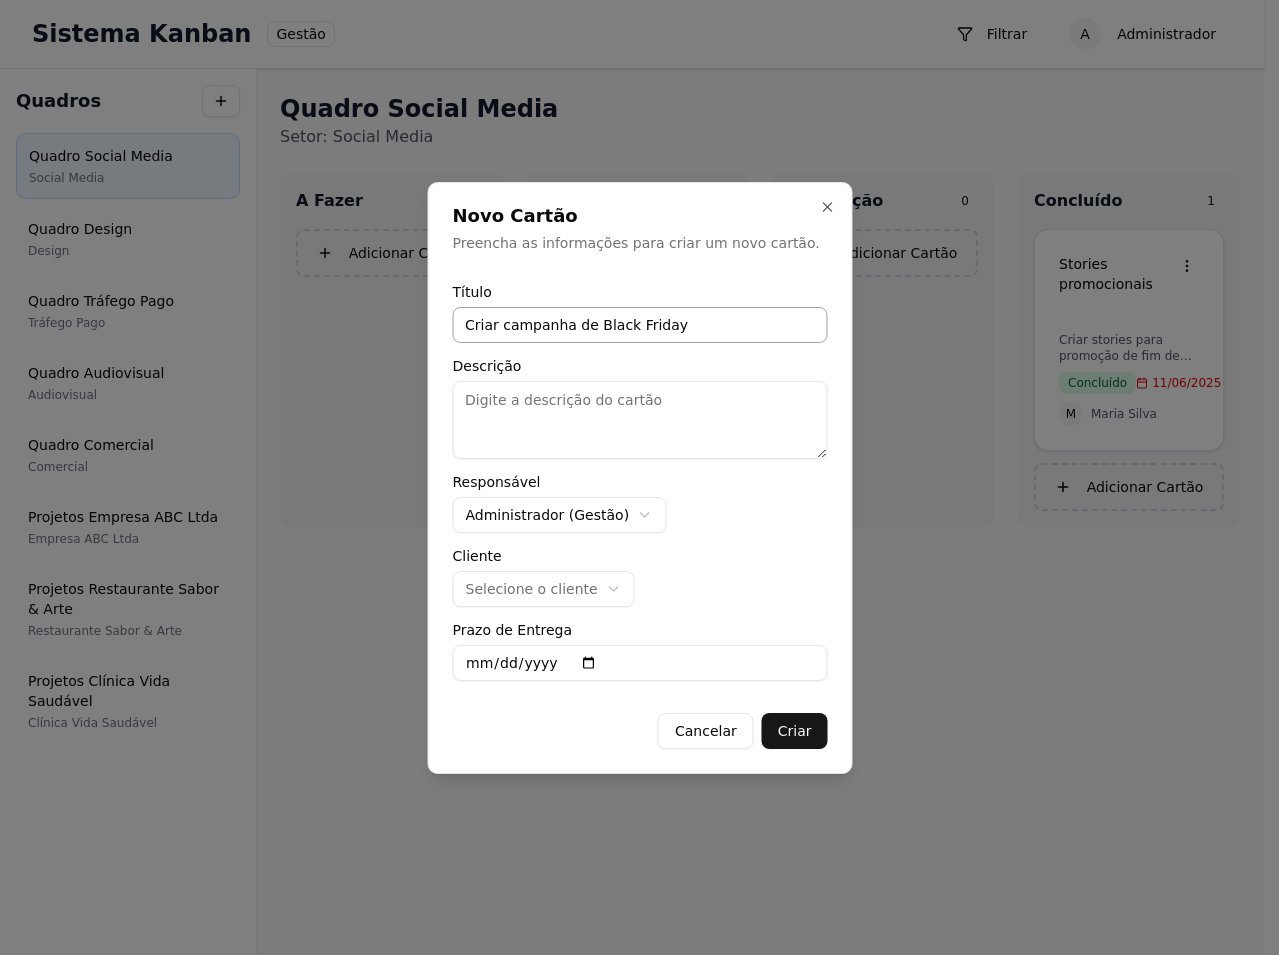 Sistema Kanban
Gestão
Filtrar
A
Administrador
Quadros
Quadro Social Media
Social Media
Quadro Design
Design
Quadro Tráfego Pago
Tráfego Pago
Quadro Audiovisual
Audiovisual
Quadro Comercial
Comercial
Projetos Empresa ABC Ltda
Empresa ABC Ltda
Projetos Restaurante Sabor
& Arte
Restaurante Sabor & Arte
Projetos Clínica Vida
Saudável
Clínica Vida Saudável
Quadro Social Media
Setor: Social Media
A Fazer
Adicionar C
ção
0
dicionar Cartão
Concluído
1
Stories
promocionais
Criar stories para
promoção de fim de...
Concluído
11/06/2025
M
Maria Silva
Adicionar Cartão
Novo Cartão
Preencha as informações para criar um novo cartão.
Título
Criar campanha de Black Friday
Descrição
Digite a descrição do cartão
Responsável
Administrador (Gestão)
Cliente
Selecione o cliente
Prazo de Entrega
mm/dd/yyyy
Cancelar
Criar